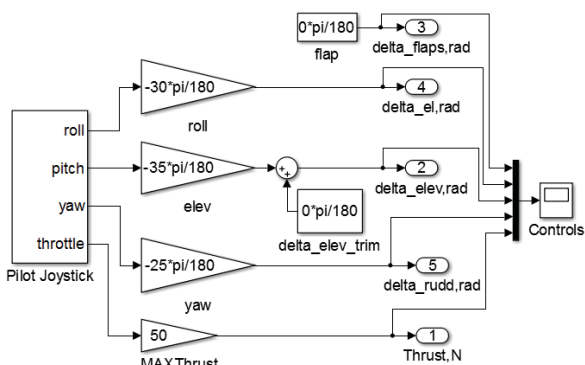 0*pi/180
3
flap
delta_flaps,rad
-30*pi/180
4
roll
delta_el,rad
roll
pitch
yaw
throttle
Pilot Joystick
-35*pi/180
++
2
elev
delta_elev,rad
0*pi/180
delta_elev_trim
Controls
-25*pi/180
5
yaw
delta_rudd,rad
50
1
MAXThrust
Thrust,N